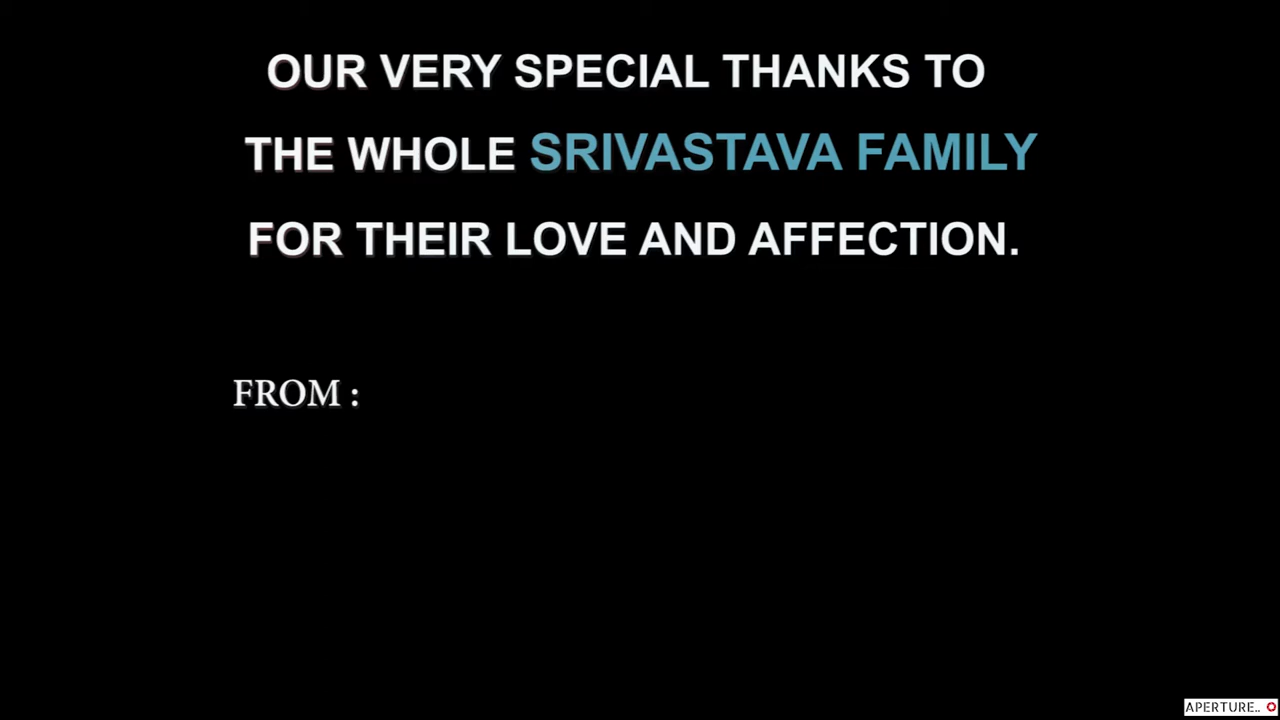 OUR VERY SPECIAL THANKS TO
THE WHOLE SRIVASTAVA FAMILY
FOR THEIR LOVE AND AFFECTION.
FROM :
APERTURE..